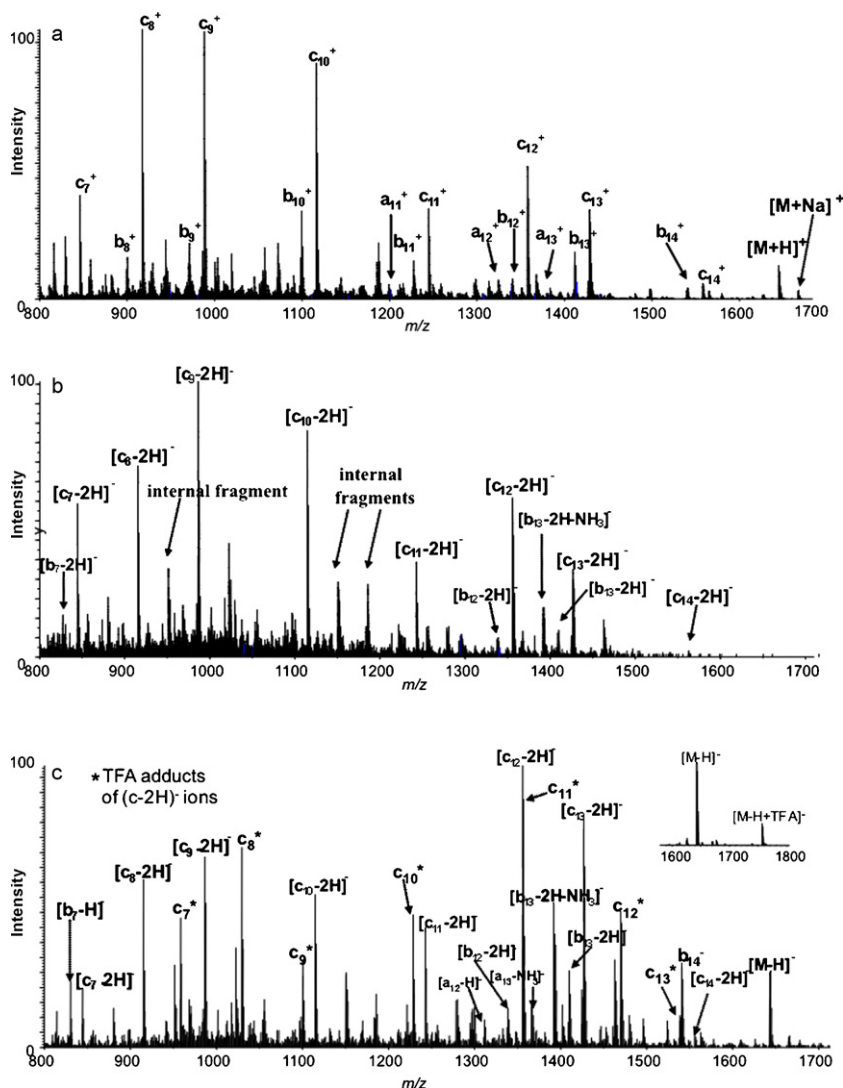 a
100
Intensity
0
c₇⁺
b₈⁺
c₈⁺
b₉⁺
c₉⁺
b₁₀⁺
c₁₀⁺
a₁₁⁺
b₁₁⁺
c₁₁⁺
a₁₂⁺
b₁₂⁺
c₁₂⁺
a₁₃⁺
b₁₃⁺
c₁₃⁺
b₁₄⁺
c₁₄⁺
[M+H]⁺
[M+Na]⁺
800 900 1000 1100 1200 1300 1400 1500 1600 1700
m/z
b
100
Intensity
0
[b₇-2H]⁻
[c₇-2H]⁻
[c₈-2H]⁻
internal fragment
[c₉-2H]⁻
[c₁₀-2H]⁻
internal
fragments
[c₁₁-2H]⁻
[b₁₂-2H]⁻
[c₁₂-2H]⁻
[b₁₃-2H-NH₃]⁻
[c₁₃-2H]⁻
[b₁₃-2H]⁻
[c₁₄-2H]⁻
800 900 1000 1100 1200 1300 1400 1500 1600 1700
m/z
c
* TFA adducts
of (c-2H)⁻ ions
100
Intensity
0
[b₇-H]⁻
[c₇-2H]⁻
[c₈-2H]⁻
c₇*
[c₉-2H]⁻
c₈*
c₉*
[c₁₀-2H]⁻
c₁₀*
[c₁₁-2H]⁻
[a₁₂-H]⁻
[b₁₂-2H]⁻
[a₁₃-NH₃]⁻
[c₁₂-2H]⁻
c₁₁*
[b₁₃-2H-NH₃]⁻
[c₁₃-2H]⁻
[b₁₃-2H]⁻
c₁₂*
c₁₃*
b₁₄⁻
[c₁₄-2H]⁻
[M-H]⁻
[M-H]⁻
[M-H+TFA]⁻
1600 1700 1800
800 900 1000 1100 1200 1300 1400 1500 1600 1700
m/z